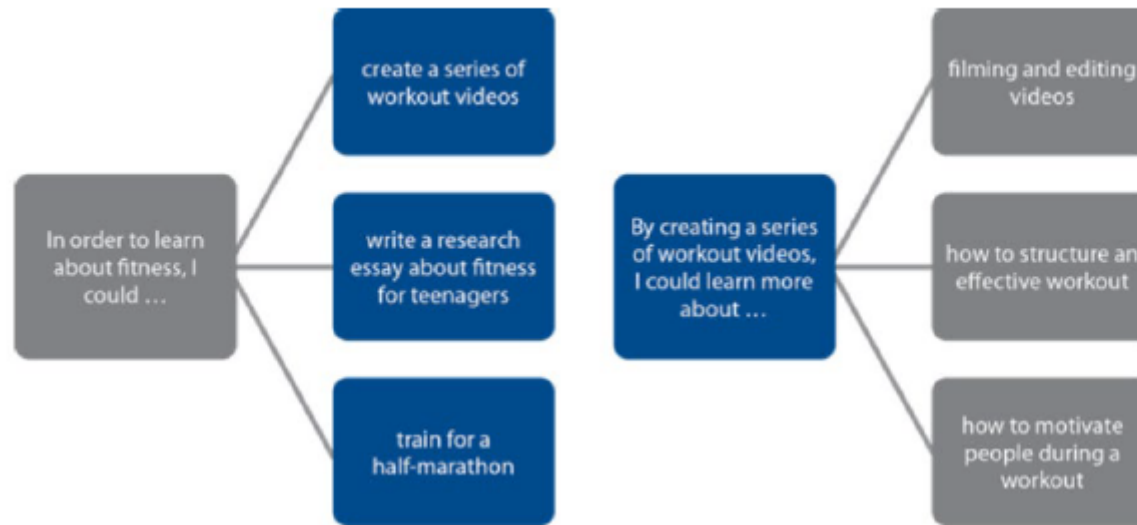 In order to learn
about fitness, I
could …
create a series of
workout videos
write a research
essay about fitness
for teenagers
train for a
half-marathon
By creating a series
of workout videos,
I could learn more
about …
filming and editing
videos
how to structure an
effective workout
how to motivate
people during a
workout